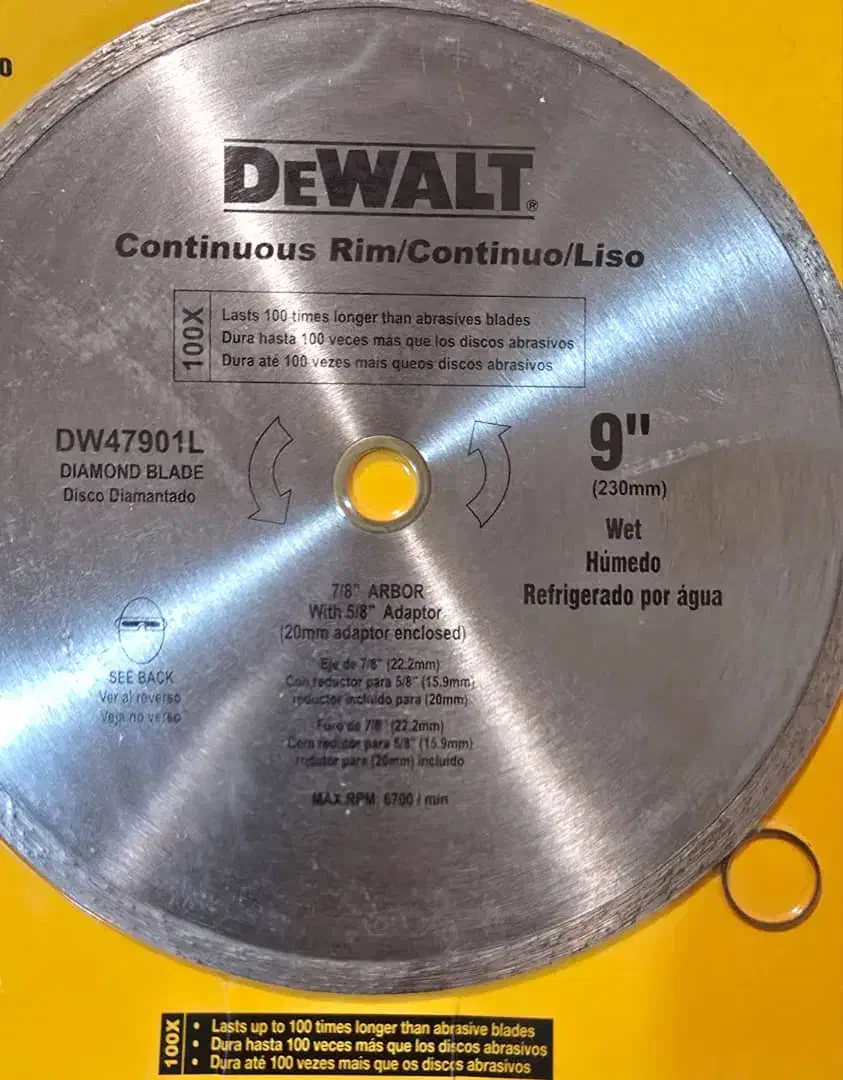 0
DEWALT®
Continuous Rim/Continuo/Liso
100X
Lasts 100 times longer than abrasives blades
Dura hasta 100 veces más que los discos abrasivos
Dura até 100 vezes mais queos discos abrasivos
DW47901L
DIAMOND BLADE
Disco Diamantado
9"
(230mm)
Wet
Húmedo
Refrigerado por água
7/8" ARBOR
With 5/8" Adaptor
(20mm adaptor enclosed)
Eje de 7/8" (22.2mm)
Con reductor para 5/8" (15.9mm)
reductor incluido para (20mm)
Furo de 7/8" (22.2mm)
Com redutor para 5/8" (15.9mm)
redutor para (20mm) incluido
MAX RPM: 6700 / min
SEE BACK
Ver al reverso
Veja no verso
100X
• Lasts up to 100 times longer than abrasive blades
• Dura hasta 100 veces más que los discos abrasivos
• Dura até 100 vezes mais que os discos abrasivos